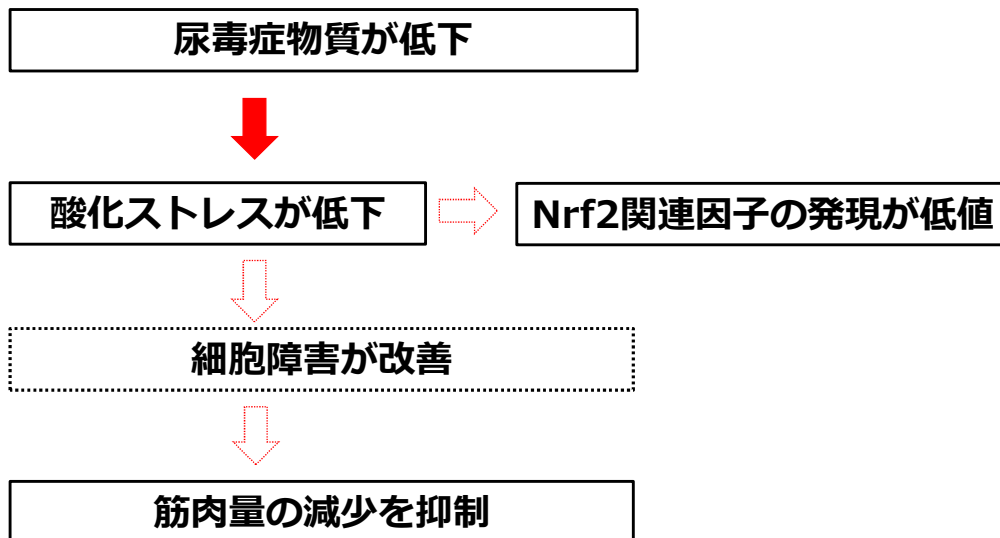 尿毒症物質が低下
酸化ストレスが低下
Nrf2関連因子の発現が低値
細胞障害が改善
筋肉量の減少を抑制